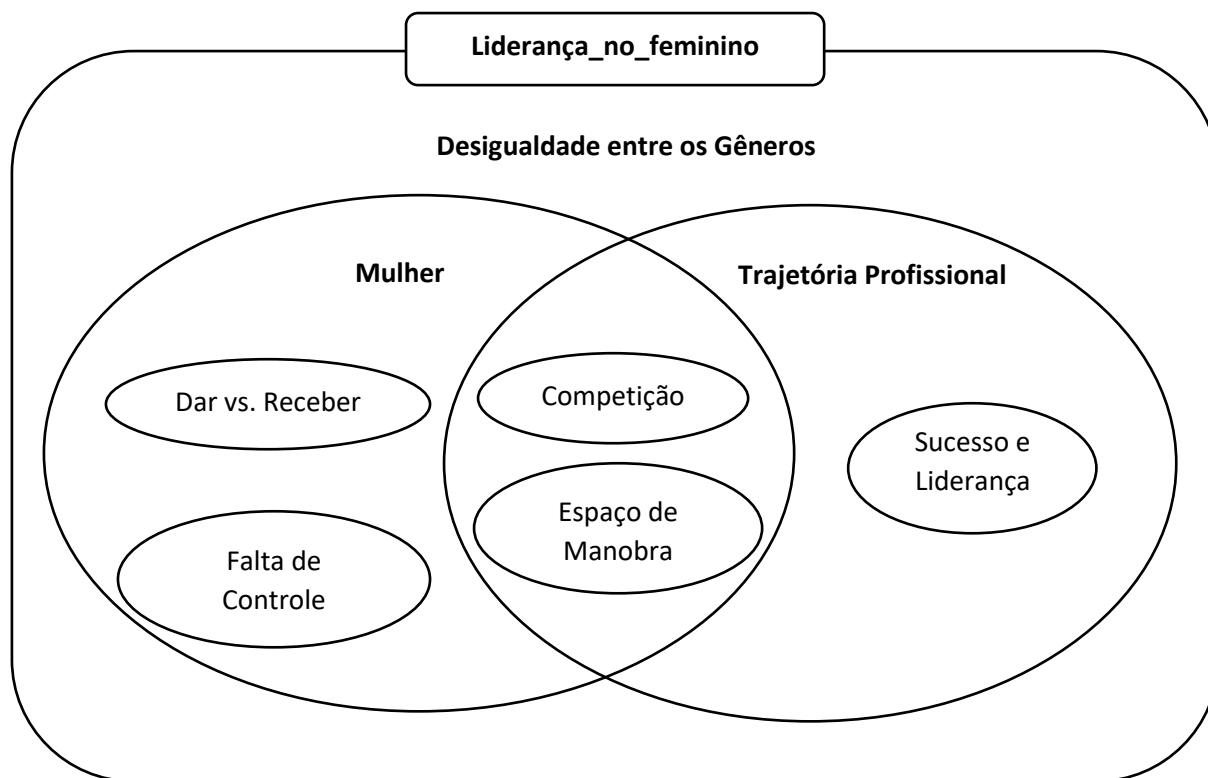 Liderança_no_feminino
Desigualdade entre os Gêneros
Mulher
Trajetória Profissional
Dar vs. Receber
Falta de
Controle
Competição
Espaço de
Manobra
Sucesso e
Liderança